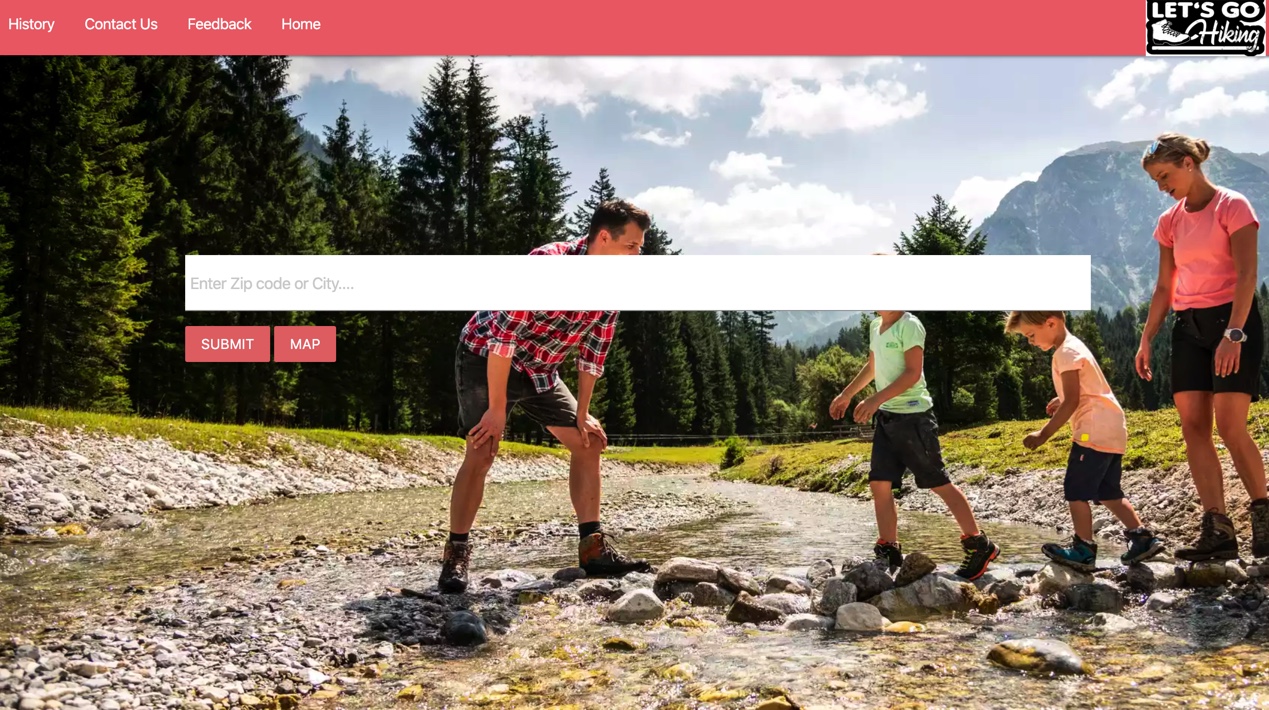 History
Contact Us
Feedback
Home
LET'S GO
Hiking
Enter Zip code or City....
SUBMIT
MAP